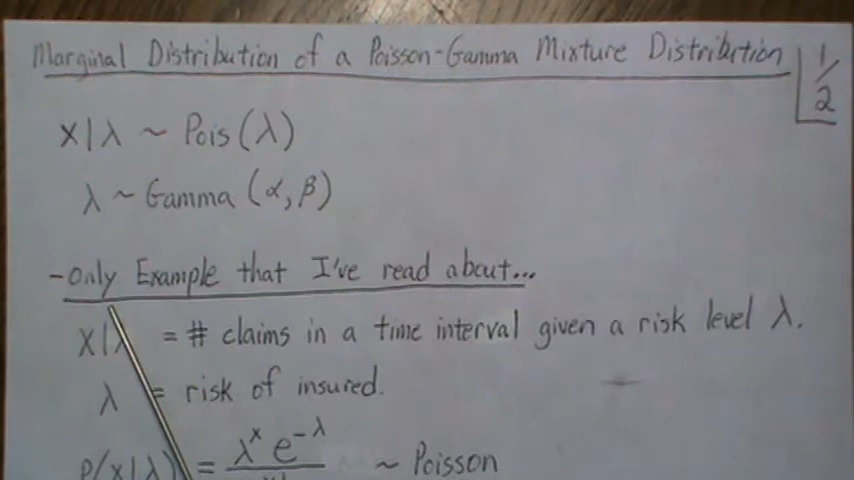 Marginal Distribution of a Poisson-Gamma Mixture Distribution 1/2
X|λ ~ Pois(λ)
λ ~ Gamma (α, β)
-Only Example that I've read about...
X|λ = # claims in a time interval given a risk level λ.
λ = risk of insured.
P(X|λ) = λ^x e^-λ ~ Poisson